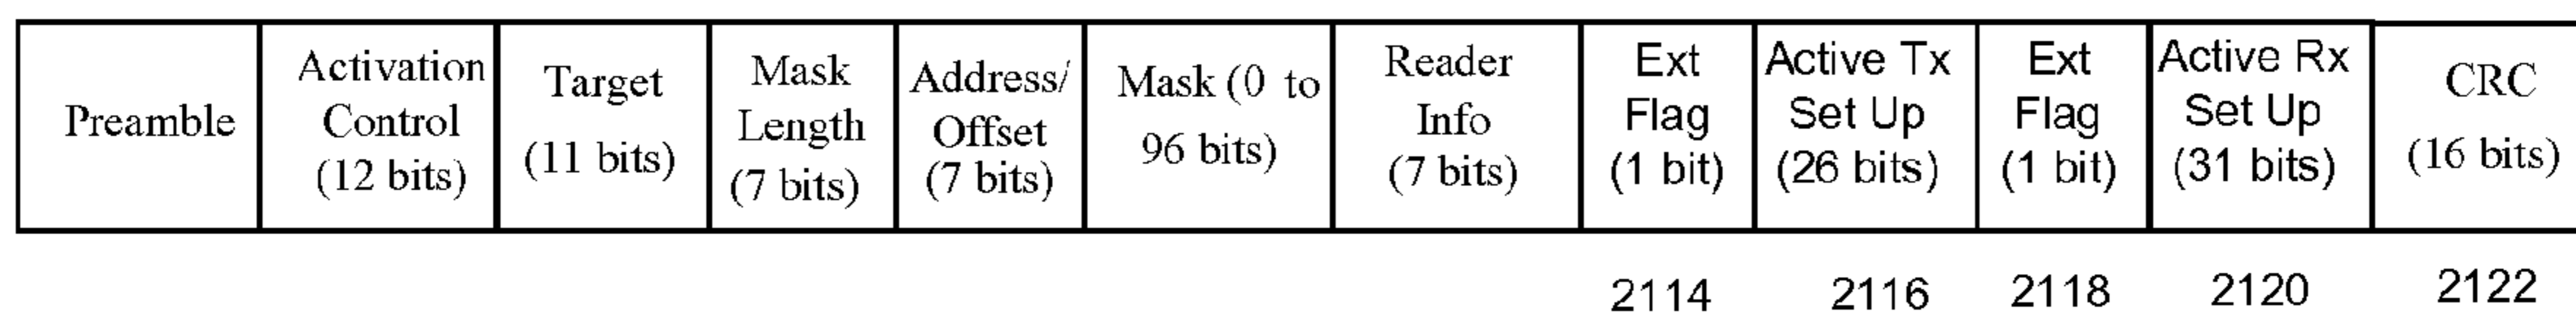 Preamble
Activation
Control
(12 bits)
Target
(11 bits)
Mask
Length
(7 bits)
Address/
Offset
(7 bits)
Mask (0 to
96 bits)
Reader
Info
(7 bits)
Ext
Flag
(1 bit)
Active Tx
Set Up
(26 bits)
Ext
Flag
(1 bit)
Active Rx
Set Up
(31 bits)
CRC
(16 bits)
2114 2116 2118 2120 2122